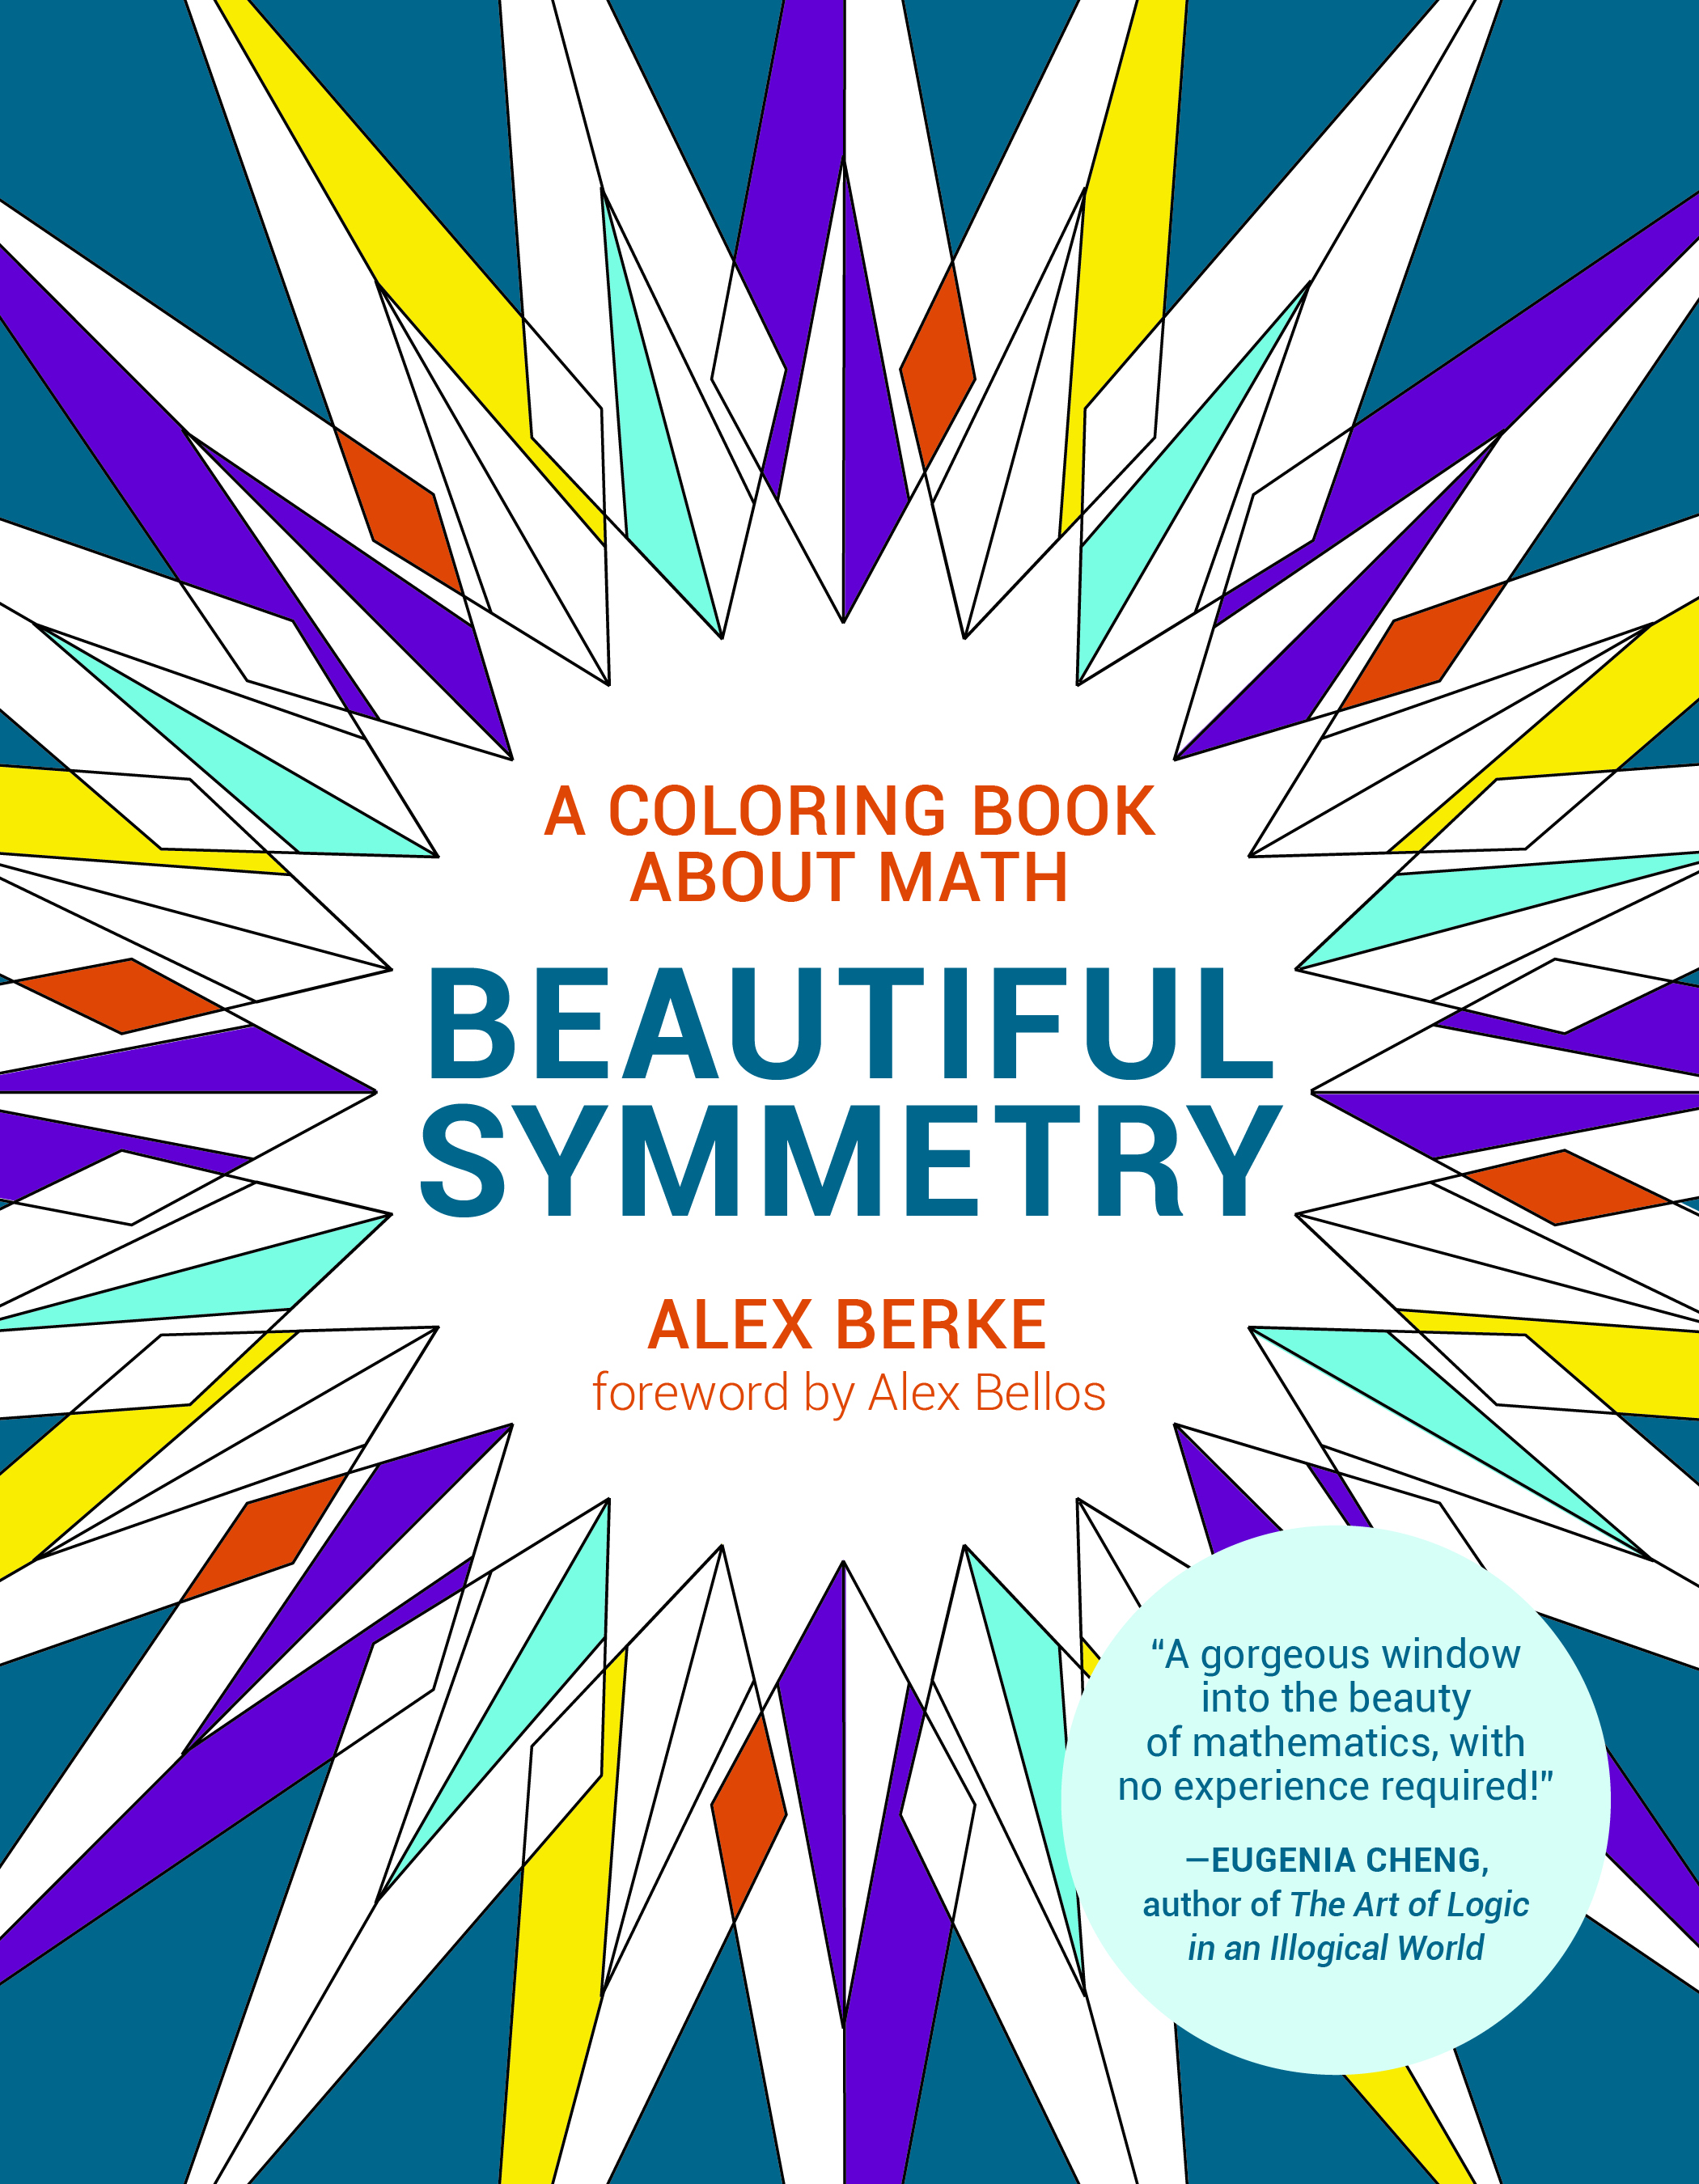 A COLORING BOOK
ABOUT MATH
BEAUTIFUL
SYMMETRY
ALEX BERKE
foreword by Alex Bellos
“A gorgeous window
into the beauty
of mathematics, with
no experience required!”
—EUGENIA CHENG,
author of The Art of Logic
in an Illogical World